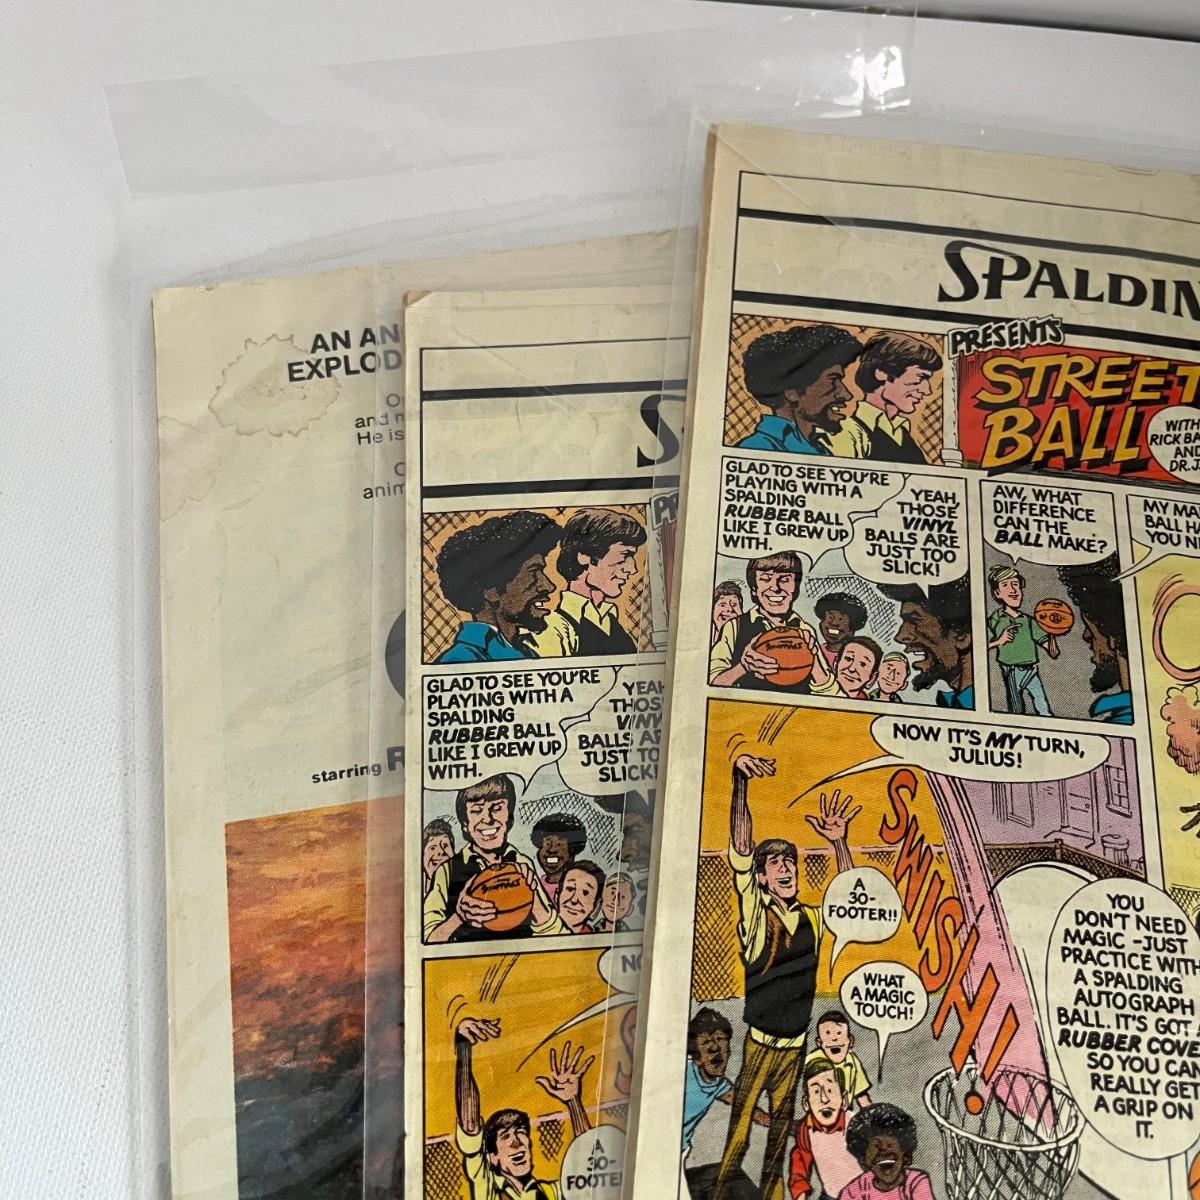 AN AN
EXPLOD
and
He is
anim
starring R
GLAD TO SEE YOU'RE
PLAYING WITH A
SPALDING
RUBBER BALL
LIKE I GREW UP
WITH.
YEAH
THOS
VINY
BALLS AR
JUST TO
SLICK!
NO
A
30-
FOOTE
SPALDIN
PRESENTS
STREET
BALL
WITH
RICK BA
AND
DR. J.
GLAD TO SEE YOU'RE
PLAYING WITH A
SPALDING
RUBBER BALL
LIKE I GREW UP
WITH.
YEAH,
THOSE
VINYL
BALLS ARE
JUST TOO
SLICK!
AW, WHAT
DIFFERENCE
CAN THE
BALL MAKE?
MY MA
BALL HA
YOU N
NOW IT'S MY TURN,
JULIUS!
SWISH!
A
30-
FOOTER!!
WHAT
A MAGIC
TOUCH!
YOU
DON'T NEED
MAGIC-JUST
PRACTICE WITH
A SPALDING
AUTOGRAPH
BALL. IT'S GOT
RUBBER COVE
SO YOU CAN
REALLY GET
A GRIP ON
IT.